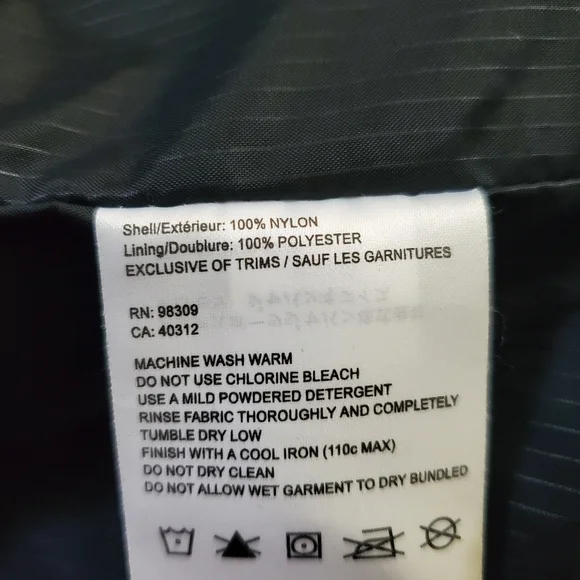 Shell/Extérieur: 100% NYLON
Lining/Doublure: 100% POLYESTER
EXCLUSIVE OF TRIMS / SAUF LES GARNITURES
RN: 98309
CA: 40312
MACHINE WASH WARM
DO NOT USE CHLORINE BLEACH
USE A MILD POWDERED DETERGENT
RINSE FABRIC THOROUGHLY AND COMPLETELY
TUMBLE DRY LOW
FINISH WITH A COOL IRON (110c MAX)
DO NOT DRY CLEAN
DO NOT ALLOW WET GARMENT TO DRY BUNDLED